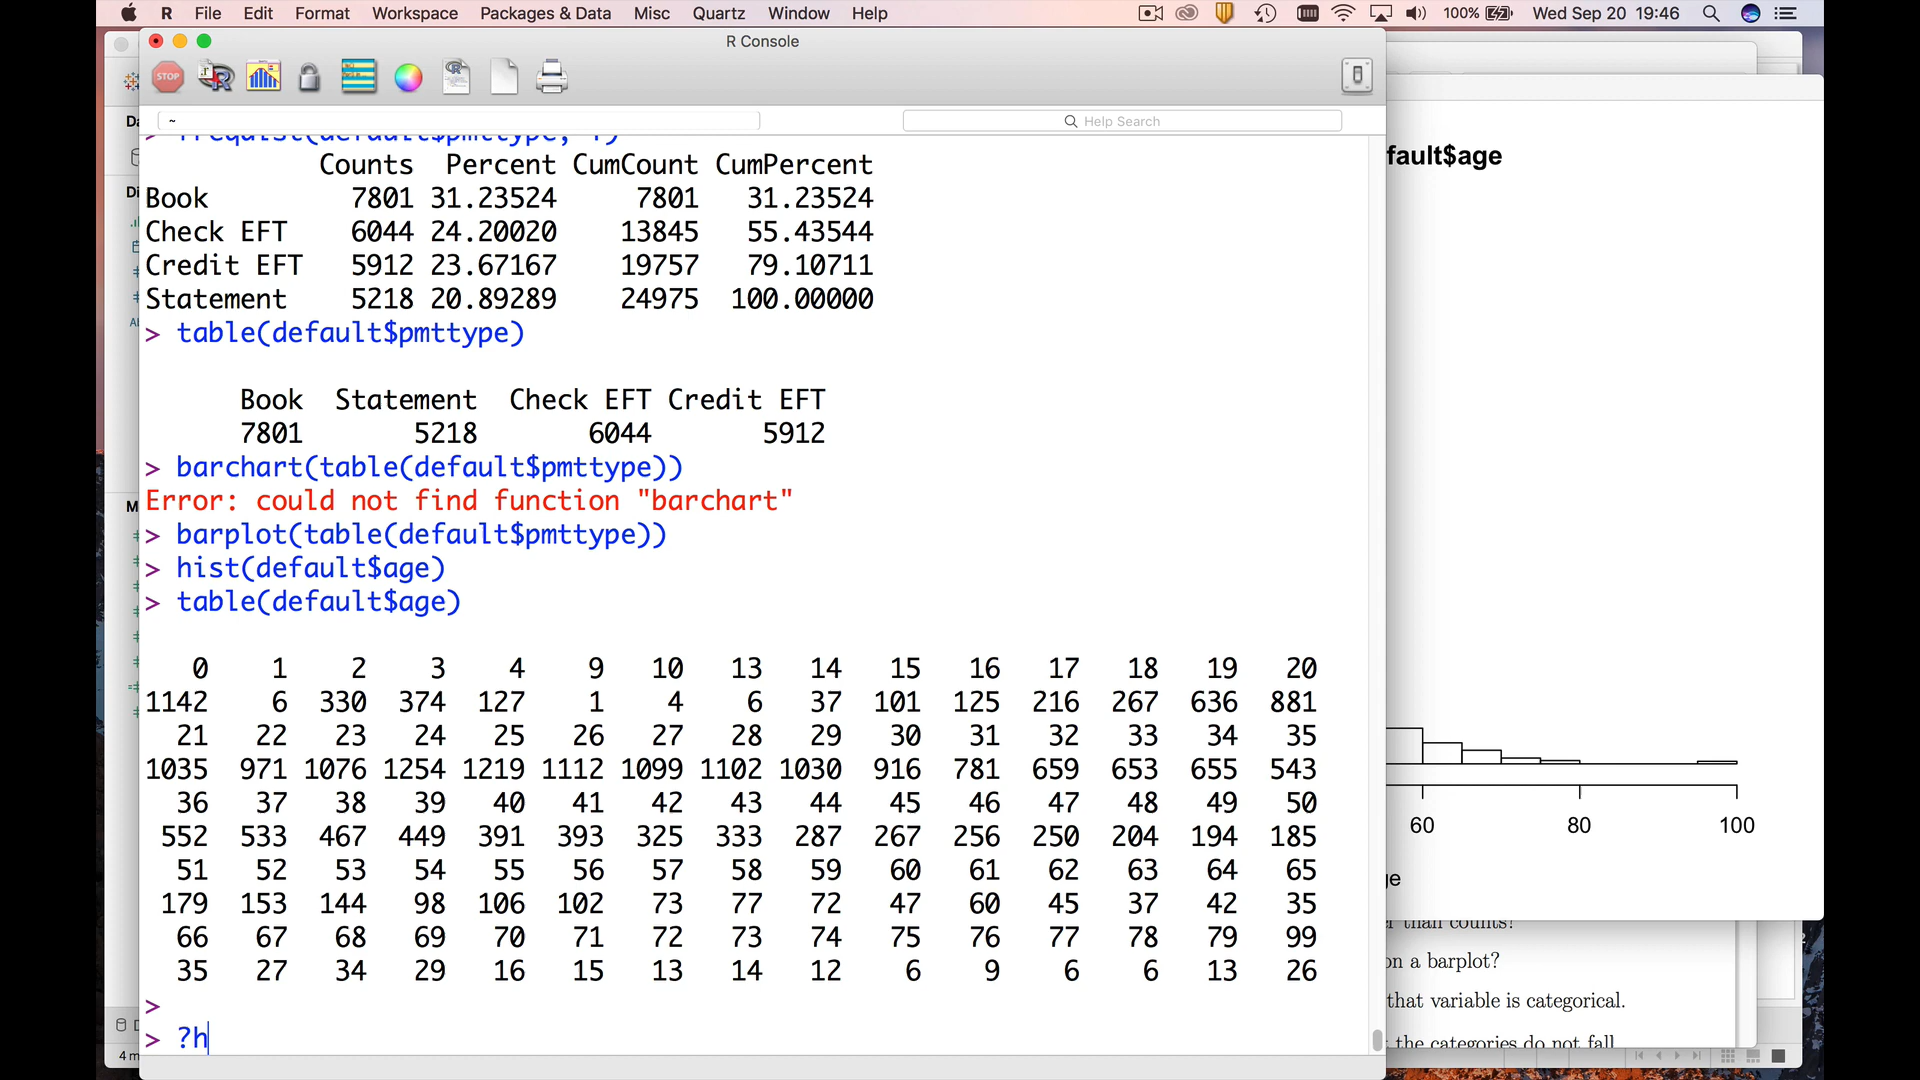 R File Edit Format Workspace Packages & Data Misc Quartz Window Help 100% Wed Sep 20 19:46
R Console
STOP
~ Help Search
Counts Percent CumCount CumPercent
Book 7801 31.23524 7801 31.23524
Check EFT 6044 24.20020 13845 55.43544
Credit EFT 5912 23.67167 19757 79.10711
Statement 5218 20.89289 24975 100.00000
> table(default$pmttype)
Book Statement Check EFT Credit EFT
7801 5218 6044 5912
> barchart(table(default$pmttype))
Error: could not find function "barchart"
> barplot(table(default$pmttype))
> hist(default$age)
> table(default$age)
0 1 2 3 4 9 10 13 14 15 16 17 18 19 20
1142 6 330 374 127 1 4 6 37 101 125 216 267 636 881
21 22 23 24 25 26 27 28 29 30 31 32 33 34 35
1035 971 1076 1254 1219 1112 1099 1102 1030 916 781 659 653 655 543
36 37 38 39 40 41 42 43 44 45 46 47 48 49 50
552 533 467 449 391 393 325 333 287 267 256 250 204 194 185
51 52 53 54 55 56 57 58 59 60 61 62 63 64 65
179 153 144 98 106 102 73 77 72 47 60 45 37 42 35
66 67 68 69 70 71 72 73 74 75 76 77 78 79 99
35 27 34 29 16 15 13 14 12 6 9 6 6 13 26
>
> ?h
fault$age
60 80 100
ge
than counts?
on a barplot?
that variable is categorical.
the categories do not fall
4 m